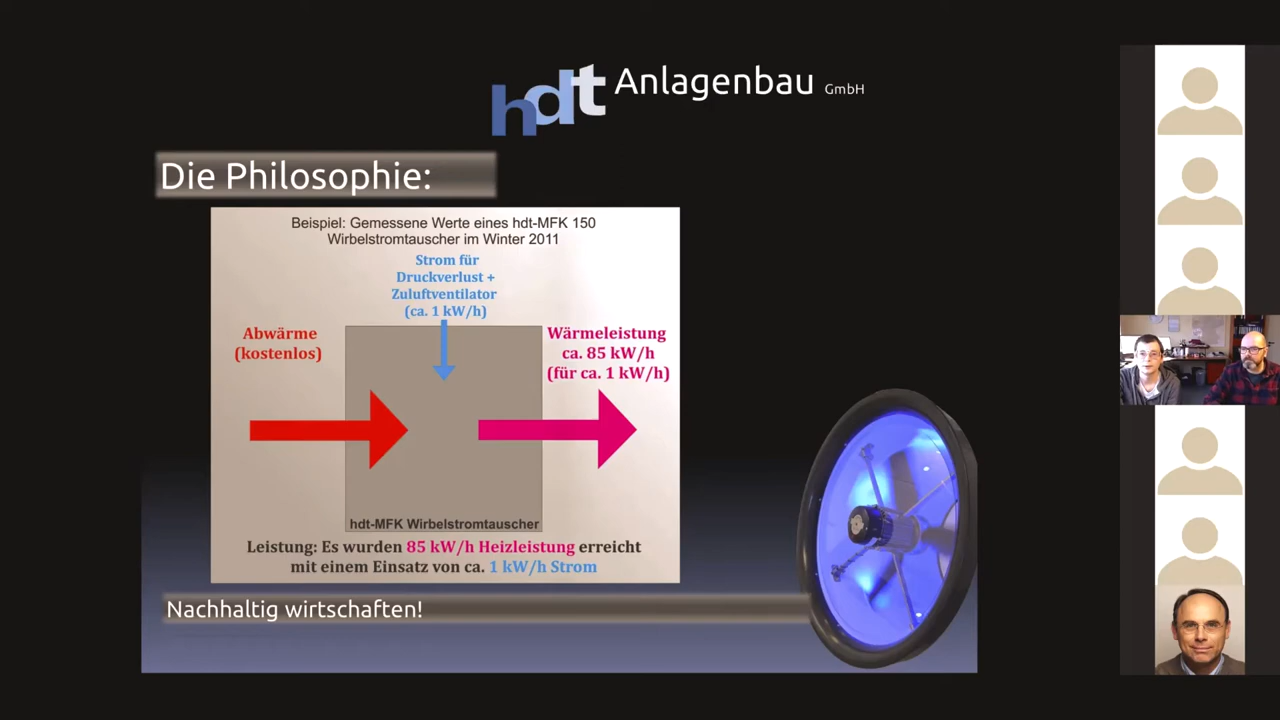 hdt Anlagenbau GmbH
Die Philosophie:
Beispiel: Gemessene Werte eines hdt-MFK 150
Wirbelstromtauscher im Winter 2011
Strom für
Druckverlust +
Zuluftventilator
(ca. 1 kW/h)
Abwärme
(kostenlos)
Wärmeleistung
ca. 85 kW/h
(für ca. 1 kW/h)
hdt-MFK Wirbelstromtauscher
Leistung: Es wurden 85 kW/h Heizleistung erreicht
mit einem Einsatz von ca. 1 kW/h Strom
Nachhaltig wirtschaften!